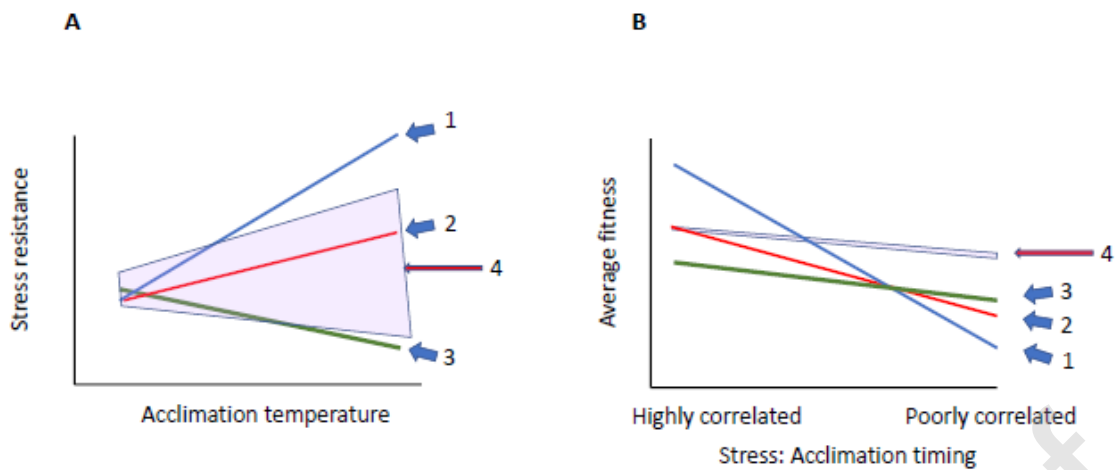 A
B
Stress resistance
1
2
4
3
Acclimation temperature
Average fitness
4
3
2
1
Highly correlated
Poorly correlated
Stress: Acclimation timing